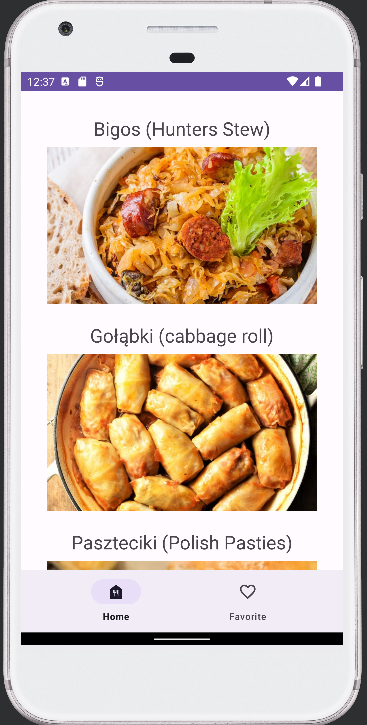 12:37
Bigos (Hunters Stew)
Gołąbki (cabbage roll)
Paszteciki (Polish Pasties)
Home
Favorite